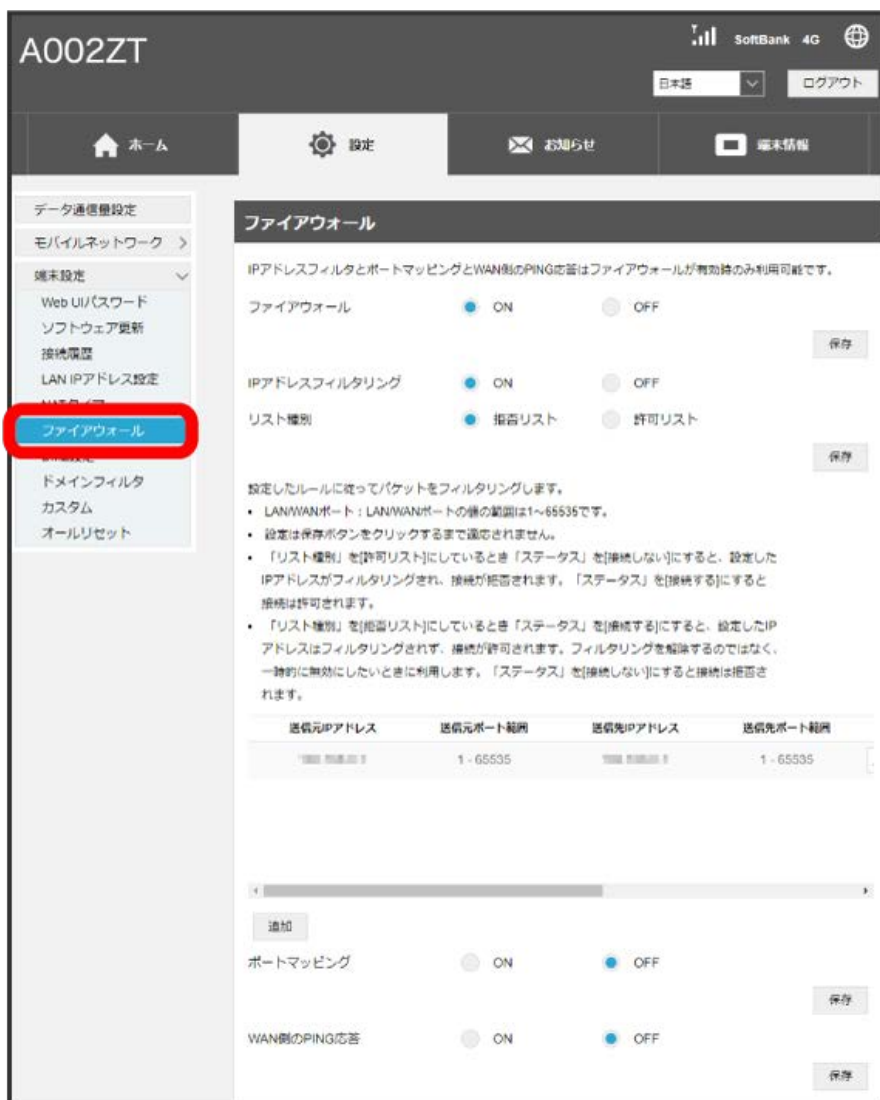 A002ZT
SoftBank 4G
日本語
ログアウト
ホーム
設定
お知らせ
端末情報
データ通信量設定
モバイルネットワーク
端末設定
Web UIパスワード
ソフトウェア更新
接続履歴
LAN IPアドレス設定
ファイアウォール
ドメインフィルタ
カスタム
オールリセット
ファイアウォール
IPアドレスフィルタとポートマッピングとWAN側のPING応答はファイアウォールが有効時のみ利用可能です。
ファイアウォール ON OFF
保存
IPアドレスフィルタリング ON OFF
リスト種別 拒否リスト 許可リスト
保存
設定したルールに従ってパケットをフィルタリングします。
• LAN/WANポート：LAN/WANポートの値の範囲は1～65535です。
• 設定は保存ボタンをクリックするまで適応されません。
• 「リスト種別」を[許可リスト]にしているとき「ステータス」を[接続しない]にすると、設定した
IPアドレスがフィルタリングされ、接続が拒否されます。「ステータス」を[接続する]にすると
接続は許可されます。
• 「リスト種別」を[拒否リスト]にしているとき「ステータス」を[接続する]にすると、設定したIP
アドレスはフィルタリングされず、接続が許可されます。フィルタリングを解除するのではなく、
一時的に無効にしたいときに利用します。「ステータス」を[接続しない]にすると接続は拒否さ
れます。
送信元IPアドレス 送信元ポート範囲 送信先IPアドレス 送信先ポート範囲
1 - 65535 1 - 65535
追加
ポートマッピング ON OFF
保存
WAN側のPING応答 ON OFF
保存